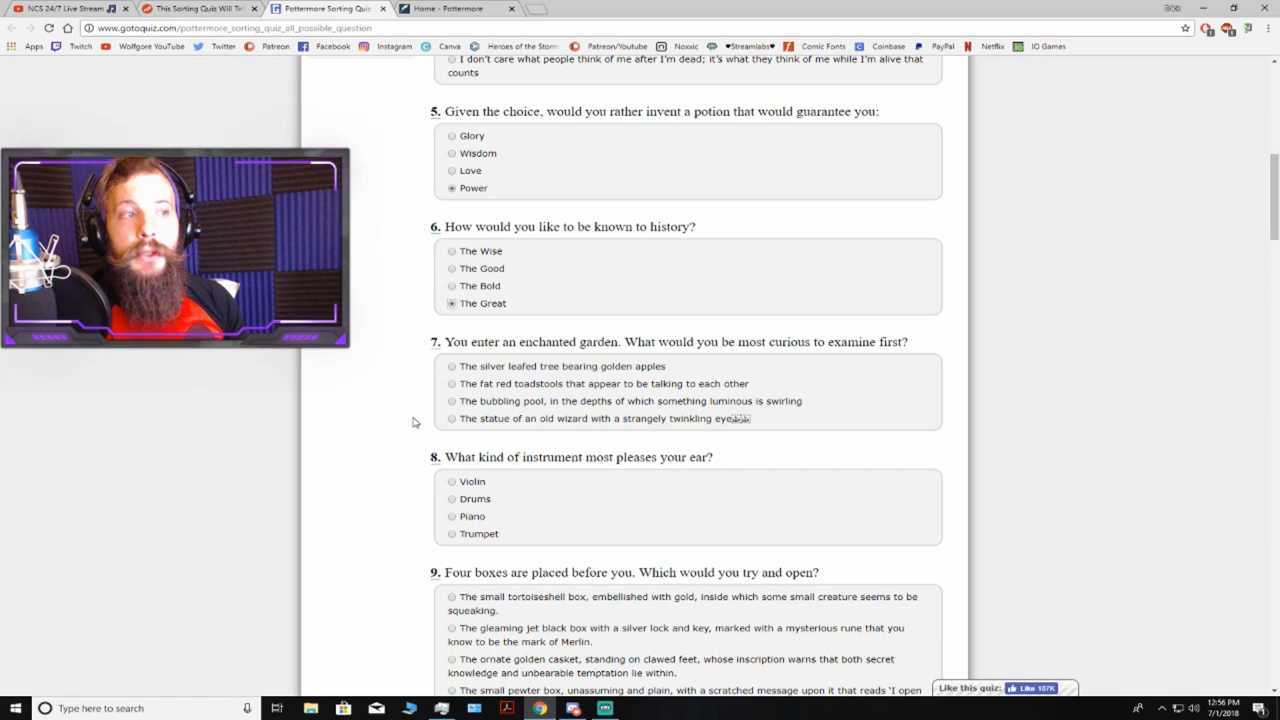 NCS 24/7 Live Stream
This Sorting Quiz Will Tell
Pottermore Sorting Quiz
Home - Pottermore
www.gotoquiz.com/pottermore_sorting_quiz_all_possible_question
Apps Twitch Wolfgore YouTube Twitter Patreon Facebook Instagram Canva Heroes of the Storm Patreon/Youtube Noxxic ♥Streamlabs♥ Comic Fonts Coinbase PayPal Netflix IO Games
I don't care what people think of me after I'm dead; it's what they think of me while I'm alive that
counts
5. Given the choice, would you rather invent a potion that would guarantee you:
Glory
Wisdom
Love
Power
6. How would you like to be known to history?
The Wise
The Good
The Bold
The Great
7. You enter an enchanted garden. What would you be most curious to examine first?
The silver leafed tree bearing golden apples
The fat red toadstools that appear to be talking to each other
The bubbling pool, in the depths of which something luminous is swirling
The statue of an old wizard with a strangely twinkling eye
8. What kind of instrument most pleases your ear?
Violin
Drums
Piano
Trumpet
9. Four boxes are placed before you. Which would you try and open?
The small tortoiseshell box, embellished with gold, inside which some small creature seems to be
squeaking.
The gleaming jet black box with a silver lock and key, marked with a mysterious rune that you
know to be the mark of Merlin.
The ornate golden casket, standing on clawed feet, whose inscription warns that both secret
knowledge and unbearable temptation lie within.
The small pewter box, unassuming and plain, with a scratched message upon it that reads 'I open
Like this quiz: Like 187K
Type here to search
12:56 PM
7/1/2018